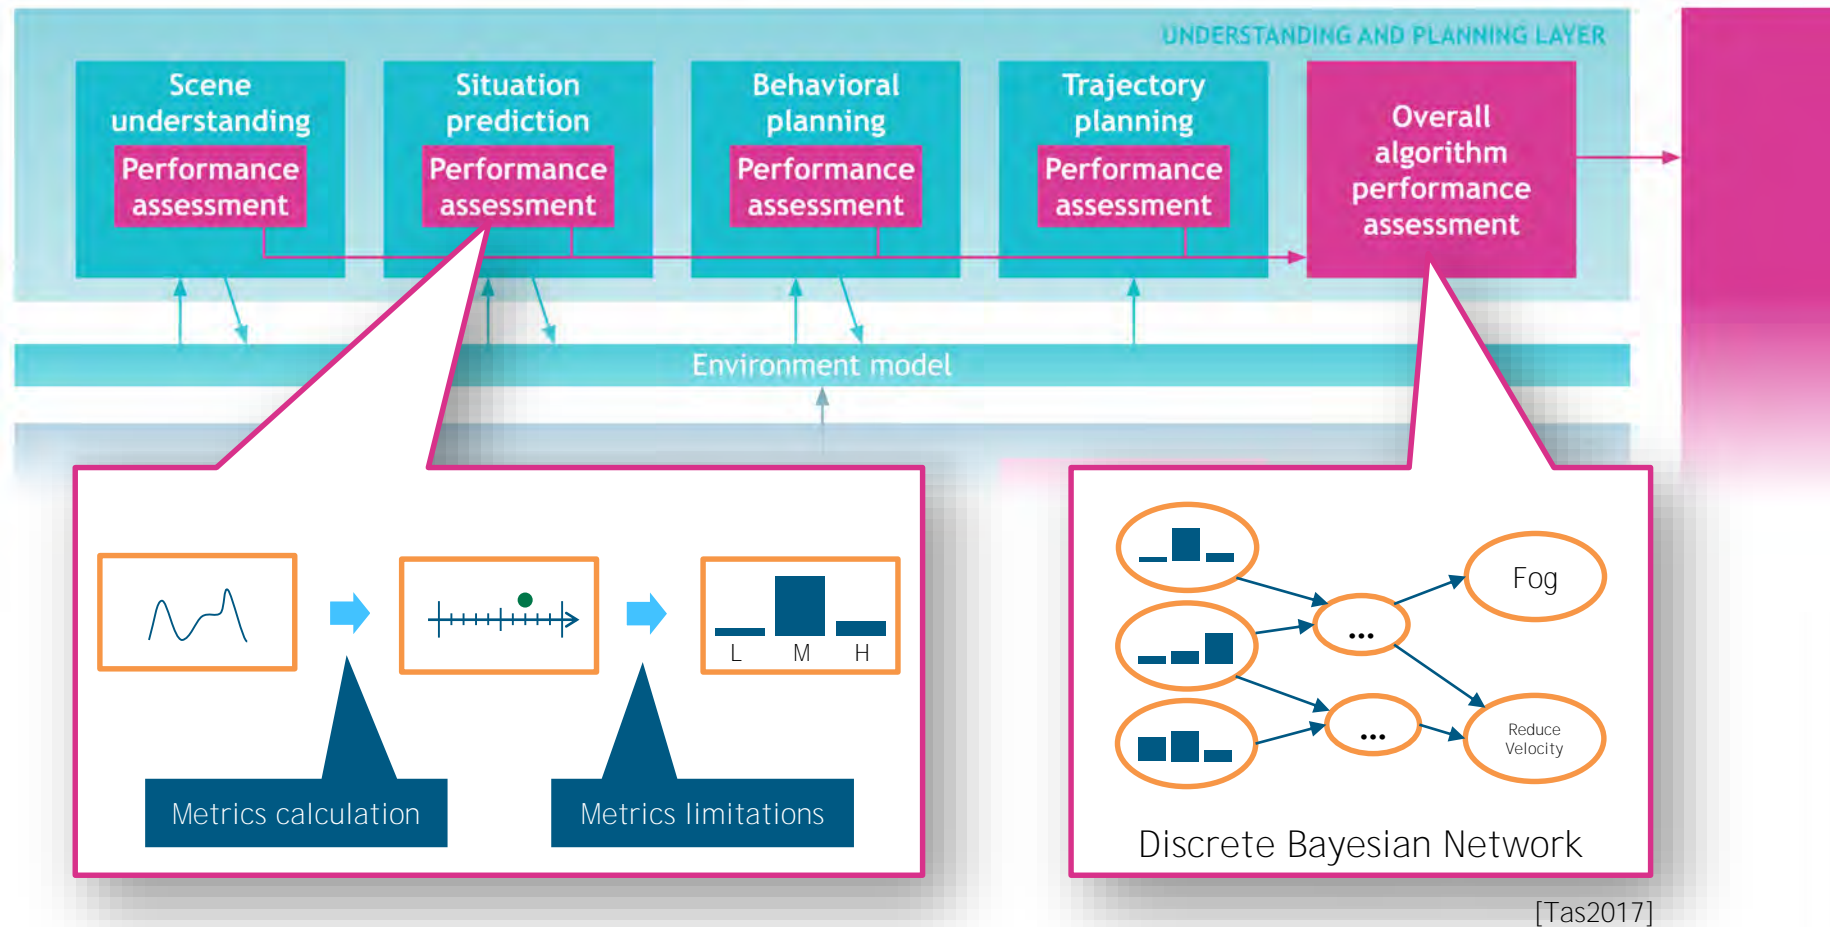 UNDERSTANDING AND PLANNING LAYER
Scene
understanding
Performance
assessment
Situation
prediction
Performance
assessment
Behavioral
planning
Performance
assessment
Trajectory
planning
Performance
assessment
Overall
algorithm
performance
assessment
Environment model
L M H
Metrics calculation
Metrics limitations
...
...
Fog
Reduce
Velocity
Discrete Bayesian Network
[Tas2017]